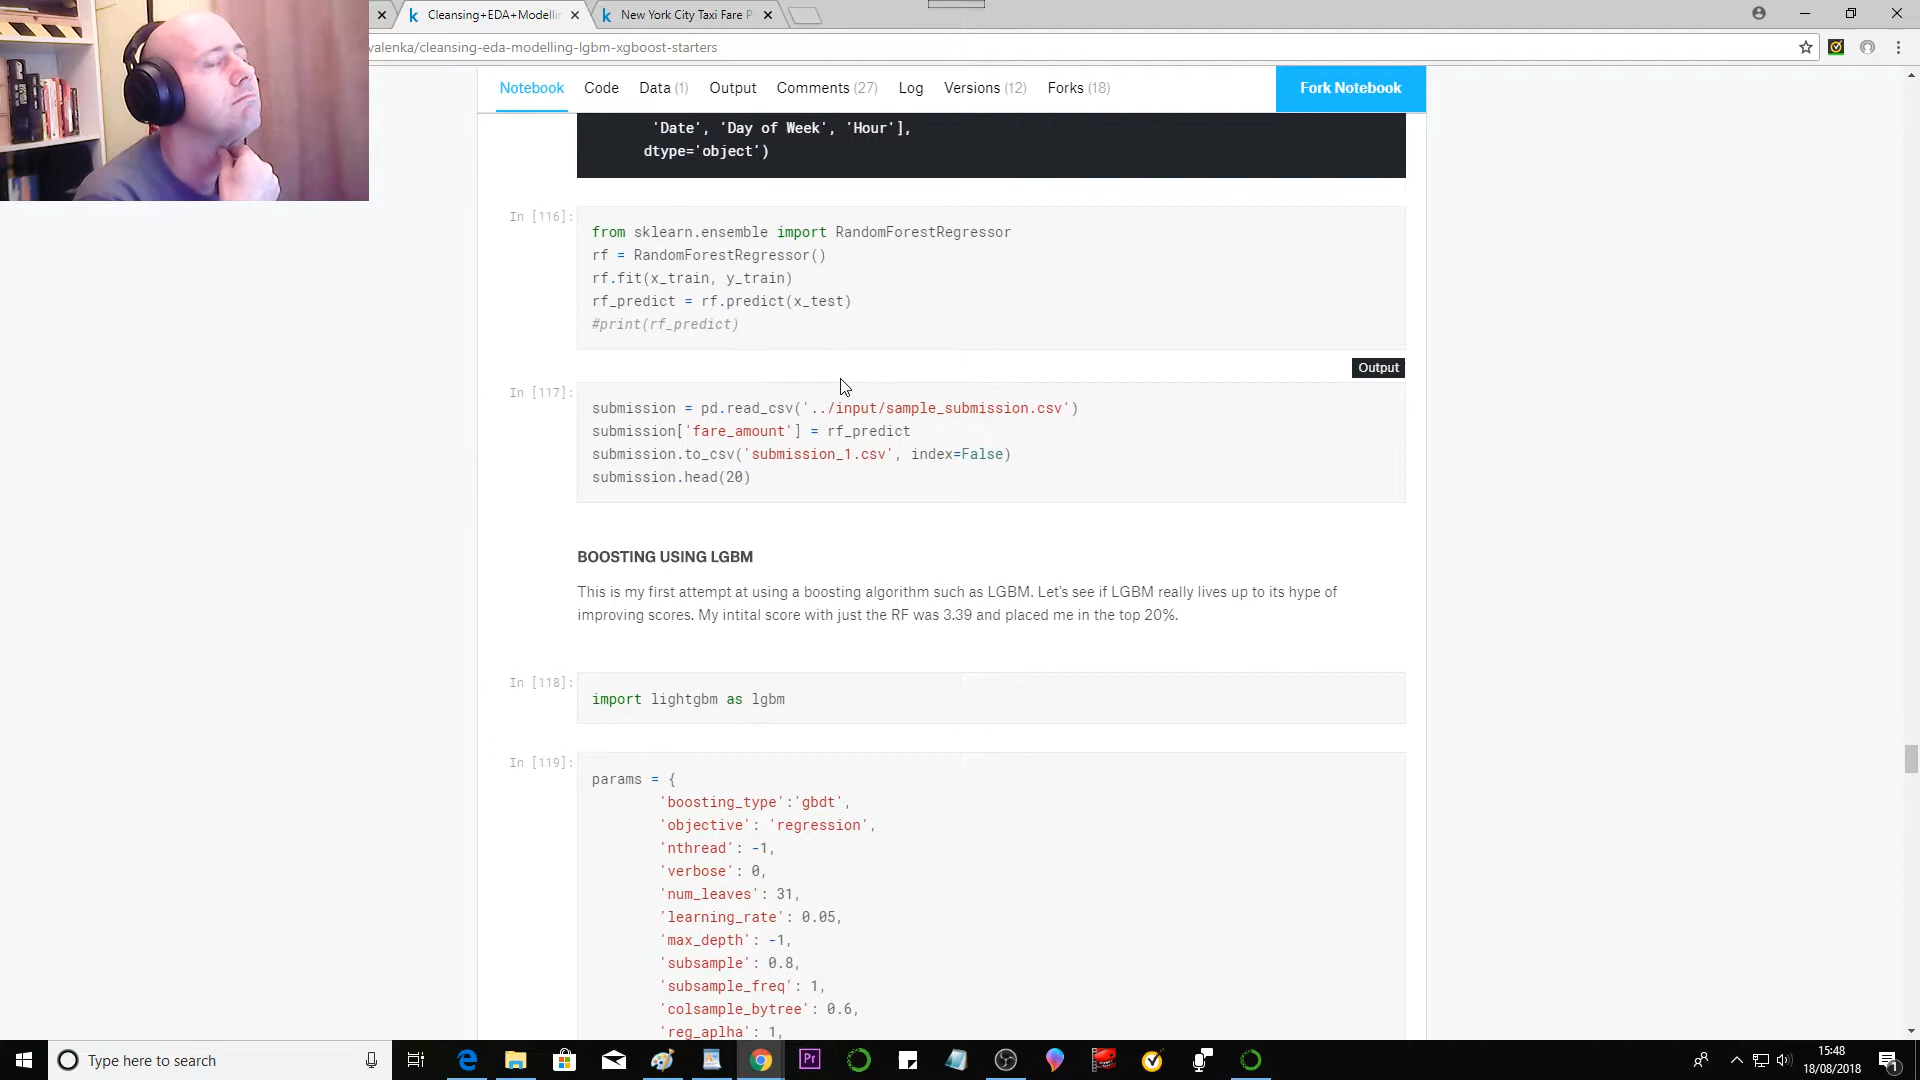 Cleansing+EDA+Modellin
New York City Taxi Fare P
valenka/cleansing-eda-modelling-lgbm-xgboost-starters
Notebook Code Data (1) Output Comments (27) Log Versions (12) Forks (18) Fork Notebook
'Date', 'Day of Week', 'Hour'],
dtype='object')
In [116]:
from sklearn.ensemble import RandomForestRegressor
rf = RandomForestRegressor()
rf.fit(x_train, y_train)
rf_predict = rf.predict(x_test)
#print(rf_predict)
Output
In [117]:
submission = pd.read_csv('../input/sample_submission.csv')
submission['fare_amount'] = rf_predict
submission.to_csv('submission_1.csv', index=False)
submission.head(20)
BOOSTING USING LGBM
This is my first attempt at using a boosting algorithm such as LGBM. Let's see if LGBM really lives up to its hype of
improving scores. My intital score with just the RF was 3.39 and placed me in the top 20%.
In [118]:
import lightgbm as lgbm
In [119]:
params = {
'boosting_type':'gbdt',
'objective': 'regression',
'nthread': -1,
'verbose': 0,
'num_leaves': 31,
'learning_rate': 0.05,
'max_depth': -1,
'subsample': 0.8,
'subsample_freq': 1,
'colsample_bytree': 0.6,
'reg_aplha': 1,
Type here to search
Pr
15:48
18/08/2018
1